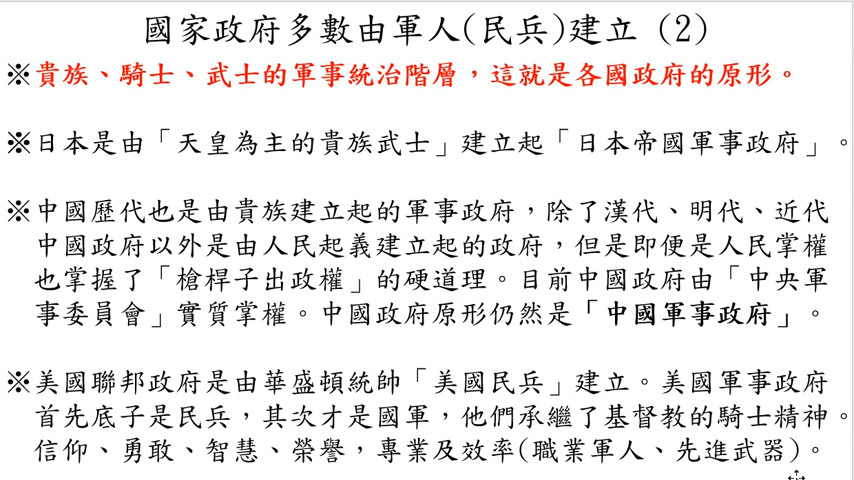 國家政府多數由軍人(民兵)建立 (2)
※貴族、騎士、武士的軍事統治階層，這就是各國政府的原形。
※日本是由「天皇為主的貴族武士」建立起「日本帝國軍事政府」。
※中國歷代也是由貴族建立起的軍事政府，除了漢代、明代、近代
中國政府以外是由人民起義建立起的政府，但是即便是人民掌權
也掌握了「槍桿子出政權」的硬道理。目前中國政府由「中央軍
事委員會」實質掌權。中國政府原形仍然是「中國軍事政府」。
※美國聯邦政府是由華盛頓統帥「美國民兵」建立。美國軍事政府
首先底子是民兵，其次才是國軍，他們承繼了基督教的騎士精神。
信仰、勇敢、智慧、榮譽，專業及效率(職業軍人、先進武器)。